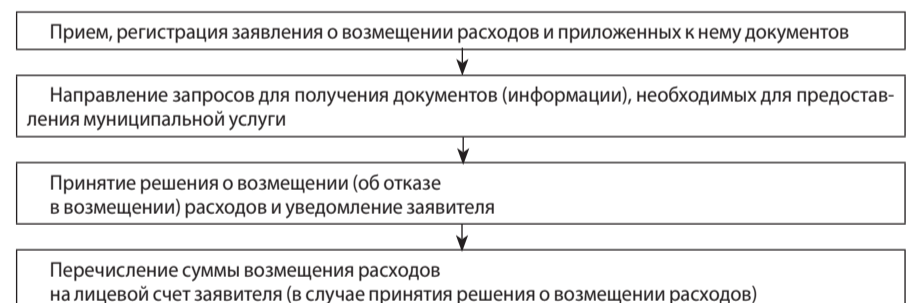 Прием, регистрация заявления о возмещении расходов и приложенных к нему документов
Направление запросов для получения документов (информации), необходимых для предостав-
ления муниципальной услуги
Принятие решения о возмещении (об отказе
в возмещении) расходов и уведомление заявителя
Перечисление суммы возмещения расходов
на лицевой счет заявителя (в случае принятия решения о возмещении расходов)